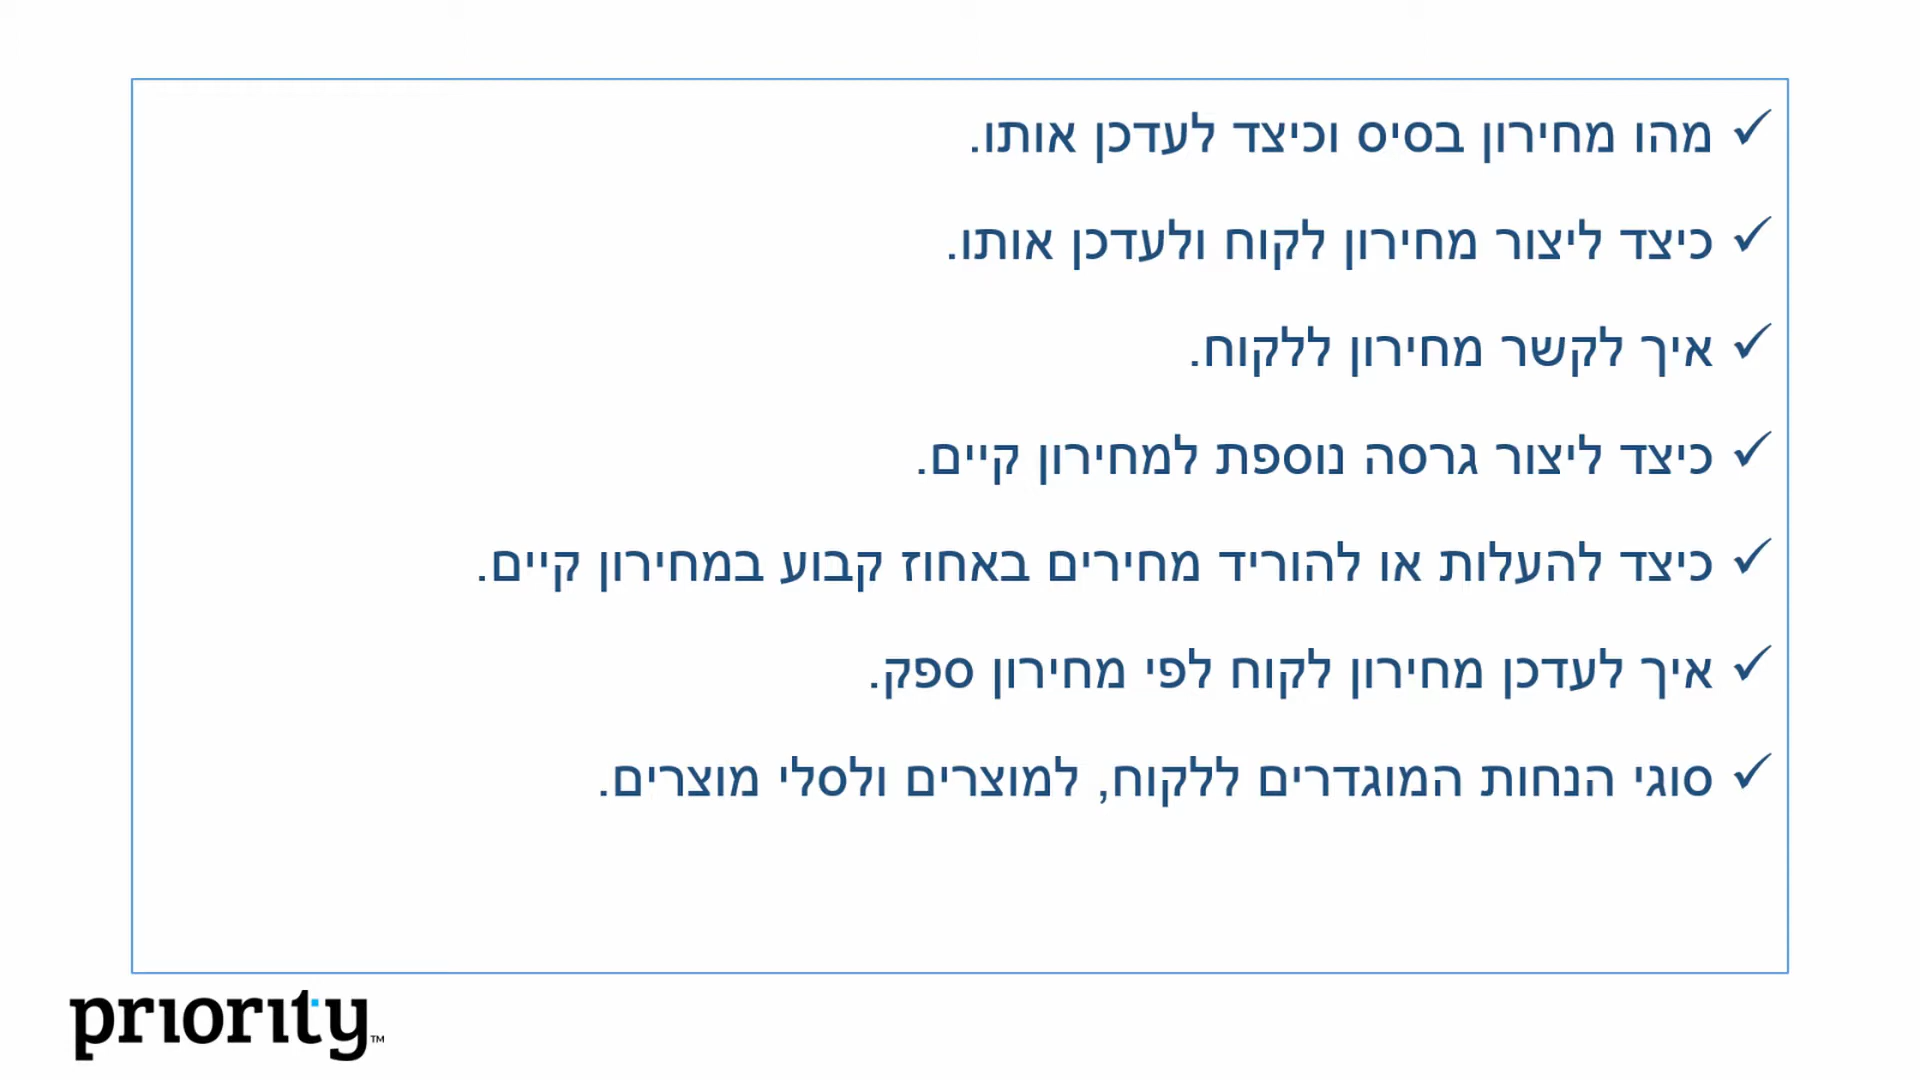 ✓ מהו מחירון בסיס וכיצד לעדכן אותו.
✓ כיצד ליצור מחירון לקוח ולעדכן אותו.
✓ איך לקשר מחירון ללקוח.
✓ כיצד ליצור גרסה נוספת למחירון קיים.
✓ כיצד להעלות או להוריד מחירים באחוז קבוע במחירון קיים.
✓ איך לעדכן מחירון לקוח לפי מחירון ספק.
✓ סוגי הנחות המוגדרים ללקוח, למוצרים ולסלי מוצרים.
priority™